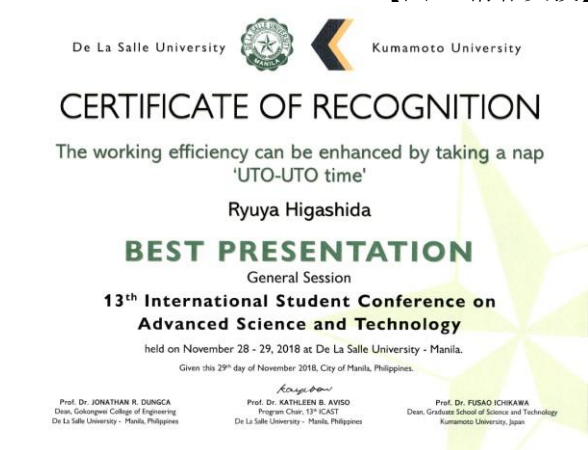 De La Salle University
DE LA SALLE UNIVERSITY
MANILA
Kumamoto University
CERTIFICATE OF RECOGNITION
The working efficiency can be enhanced by taking a nap
'UTO-UTO time'
Ryuya Higashida
BEST PRESENTATION
General Session
13th International Student Conference on
Advanced Science and Technology
held on November 28 - 29, 2018 at De La Salle University - Manila.
Given this 29th day of November 2018, City of Manila, Philippines.
Prof. Dr. JONATHAN R. DUNGCA
Dean, Gokongwei College of Engineering
De La Salle University - Manila, Philippines
Prof. Dr. KATHLEEN B. AVISO
Program Chair, 13th ICAST
De La Salle University - Manila, Philippines
Prof. Dr. FUSAO ICHIKAWA
Dean, Graduate School of Science and Technology
Kumamoto University, Japan